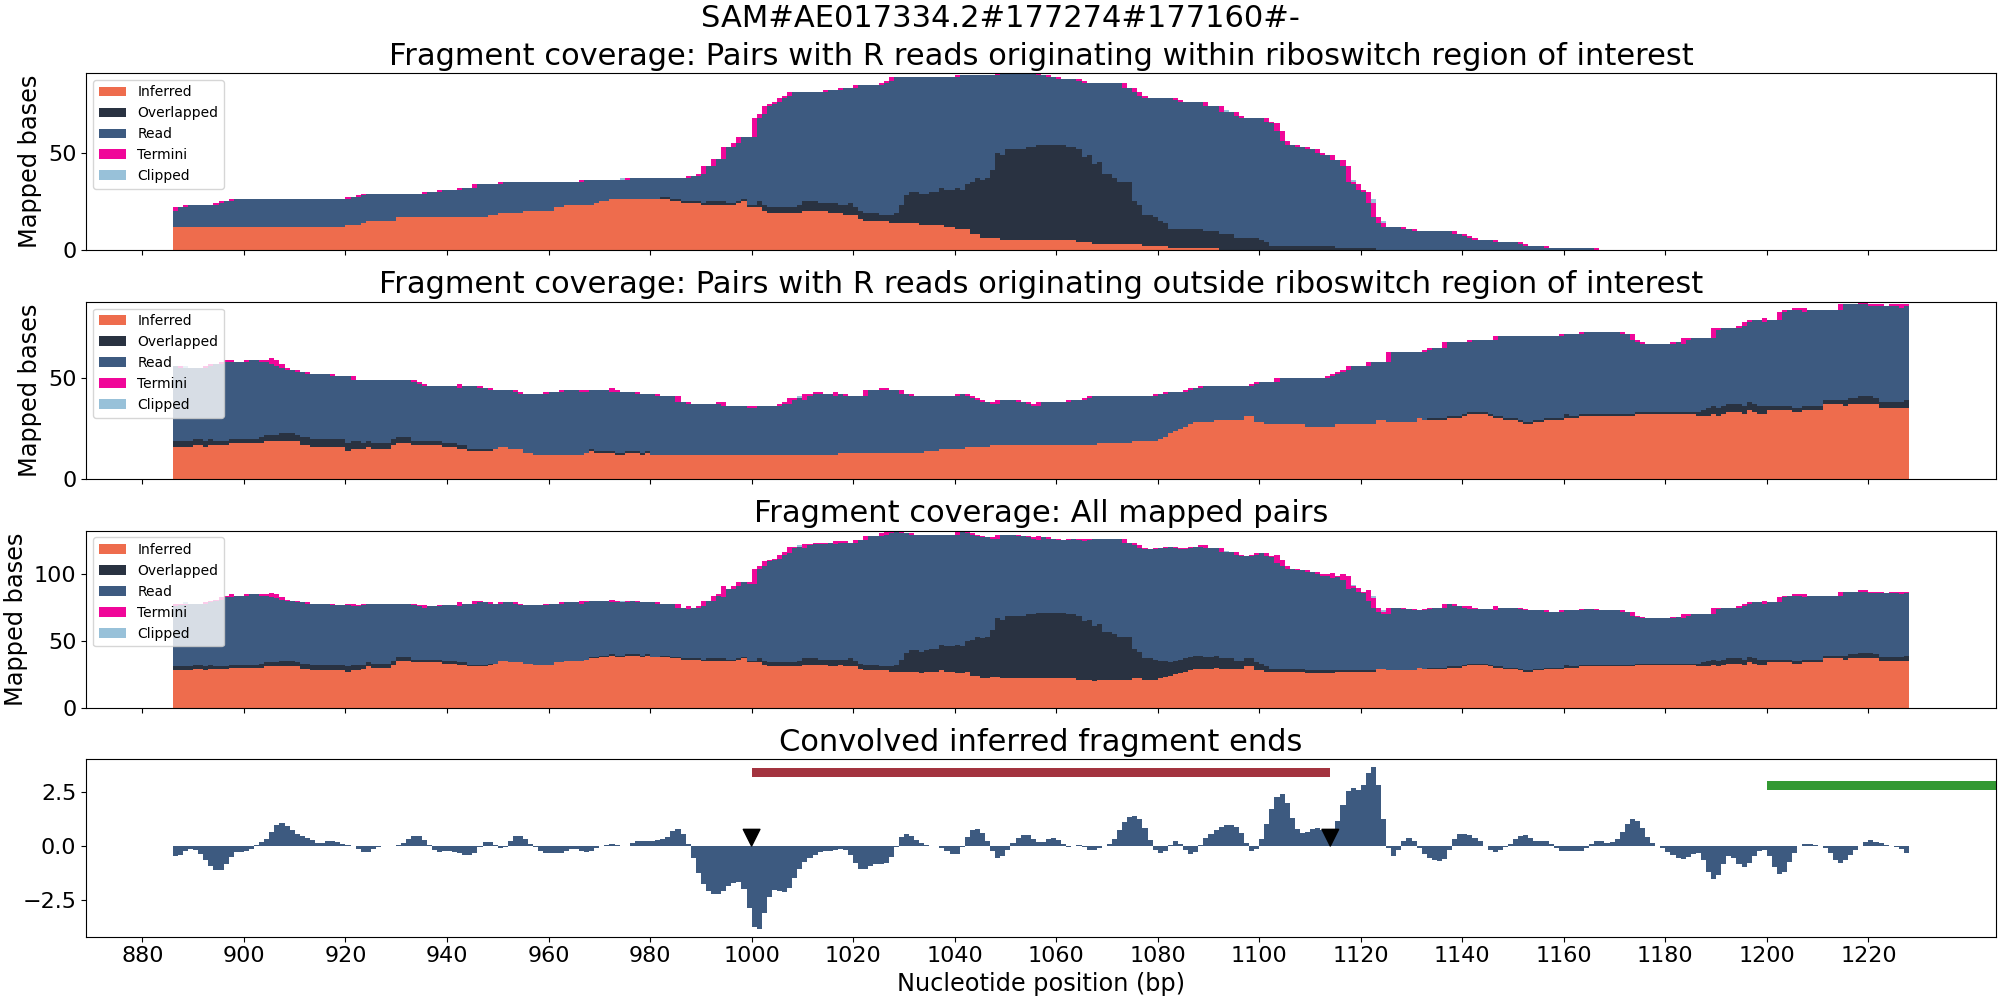 SAM#AE017334.2#177274#177160#-
Fragment coverage: Pairs with R reads originating within riboswitch region of interest
Mapped bases
50
0
Inferred
Overlapped
Read
Termini
Clipped
Fragment coverage: Pairs with R reads originating outside riboswitch region of interest
Mapped bases
50
0
Inferred
Overlapped
Read
Termini
Clipped
Fragment coverage: All mapped pairs
Mapped bases
100
50
0
Inferred
Overlapped
Read
Termini
Clipped
Convolved inferred fragment ends
2.5
0.0
−2.5
880 900 920 940 960 980 1000 1020 1040 1060 1080 1100 1120 1140 1160 1180 1200 1220
Nucleotide position (bp)